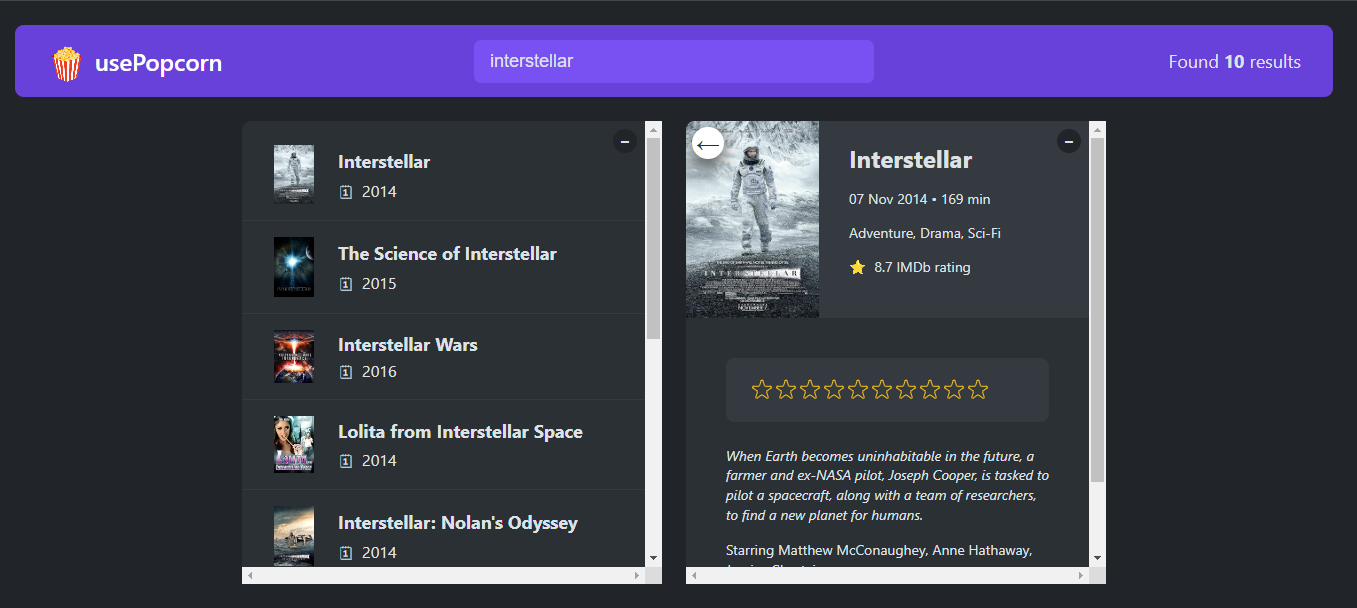 usePopcorn
interstellar
Found 10 results
Interstellar
2014
The Science of Interstellar
2015
Interstellar Wars
2016
Lolita from Interstellar Space
2014
Interstellar: Nolan's Odyssey
2014
INTERSTELLAR
Interstellar
07 Nov 2014 • 169 min
Adventure, Drama, Sci-Fi
⭐ 8.7 IMDb rating
When Earth becomes uninhabitable in the future, a
farmer and ex-NASA pilot, Joseph Cooper, is tasked to
pilot a spacecraft, along with a team of researchers,
to find a new planet for humans.
Starring Matthew McConaughey, Anne Hathaway,